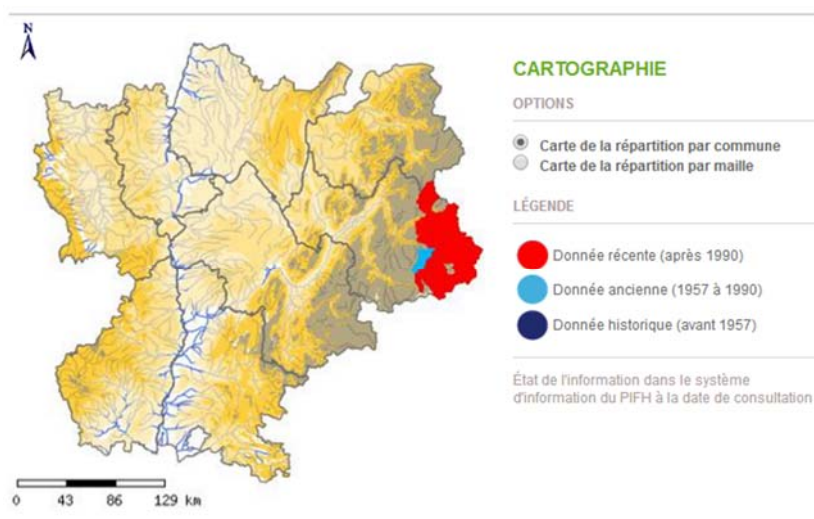 N
CARTOGRAPHIE
OPTIONS
Carte de la répartition par commune
Carte de la répartition par maille
LÉGENDE
Donnée récente (après 1990)
Donnée ancienne (1957 à 1990)
Donnée historique (avant 1957)
État de l'information dans le système
d'information du PIFH à la date de consultation
0 43 86 129 km